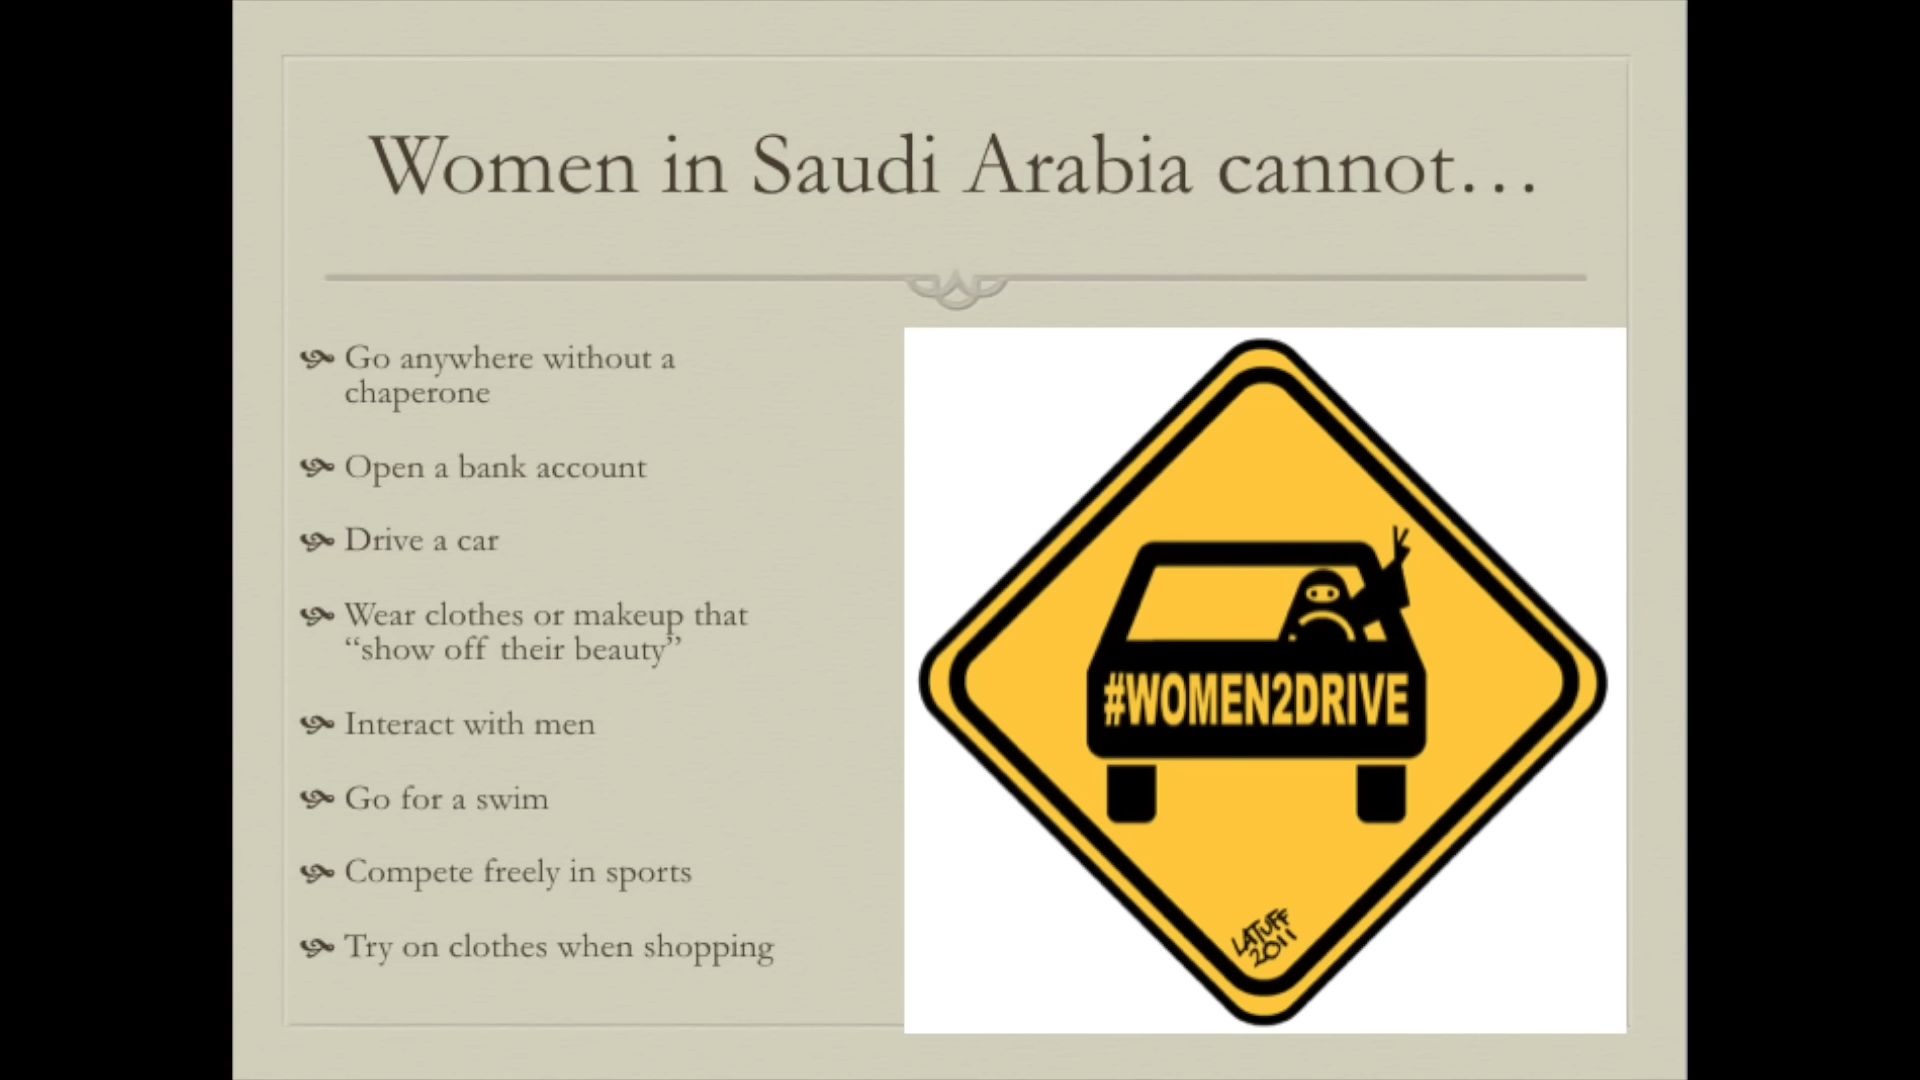 Women in Saudi Arabia cannot...
Go anywhere without a
chaperone
Open a bank account
Drive a car
Wear clothes or makeup that
“show off their beauty”
Interact with men
Go for a swim
Compete freely in sports
Try on clothes when shopping
#WOMEN2DRIVE
LATUFF
2011